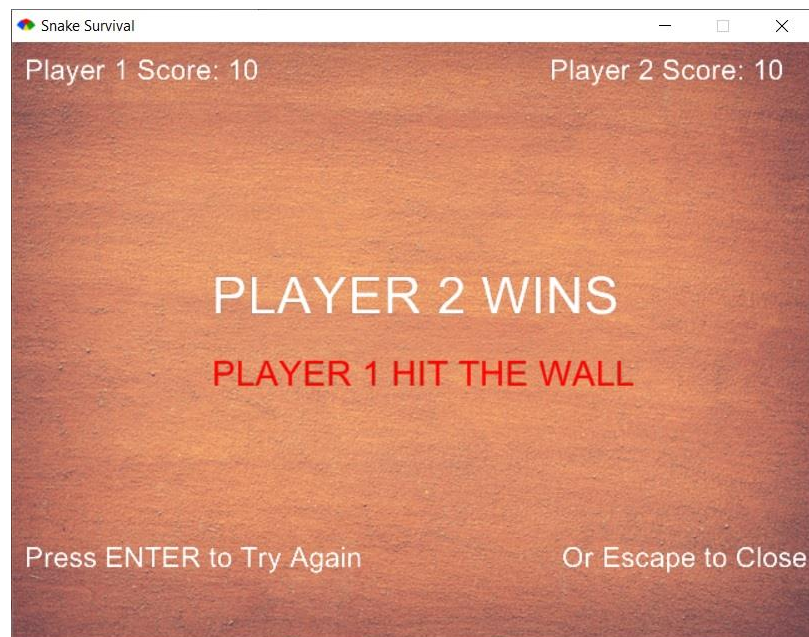 Snake Survival
Player 1 Score: 10
Player 2 Score: 10
PLAYER 2 WINS
PLAYER 1 HIT THE WALL
Press ENTER to Try Again
Or Escape to Close